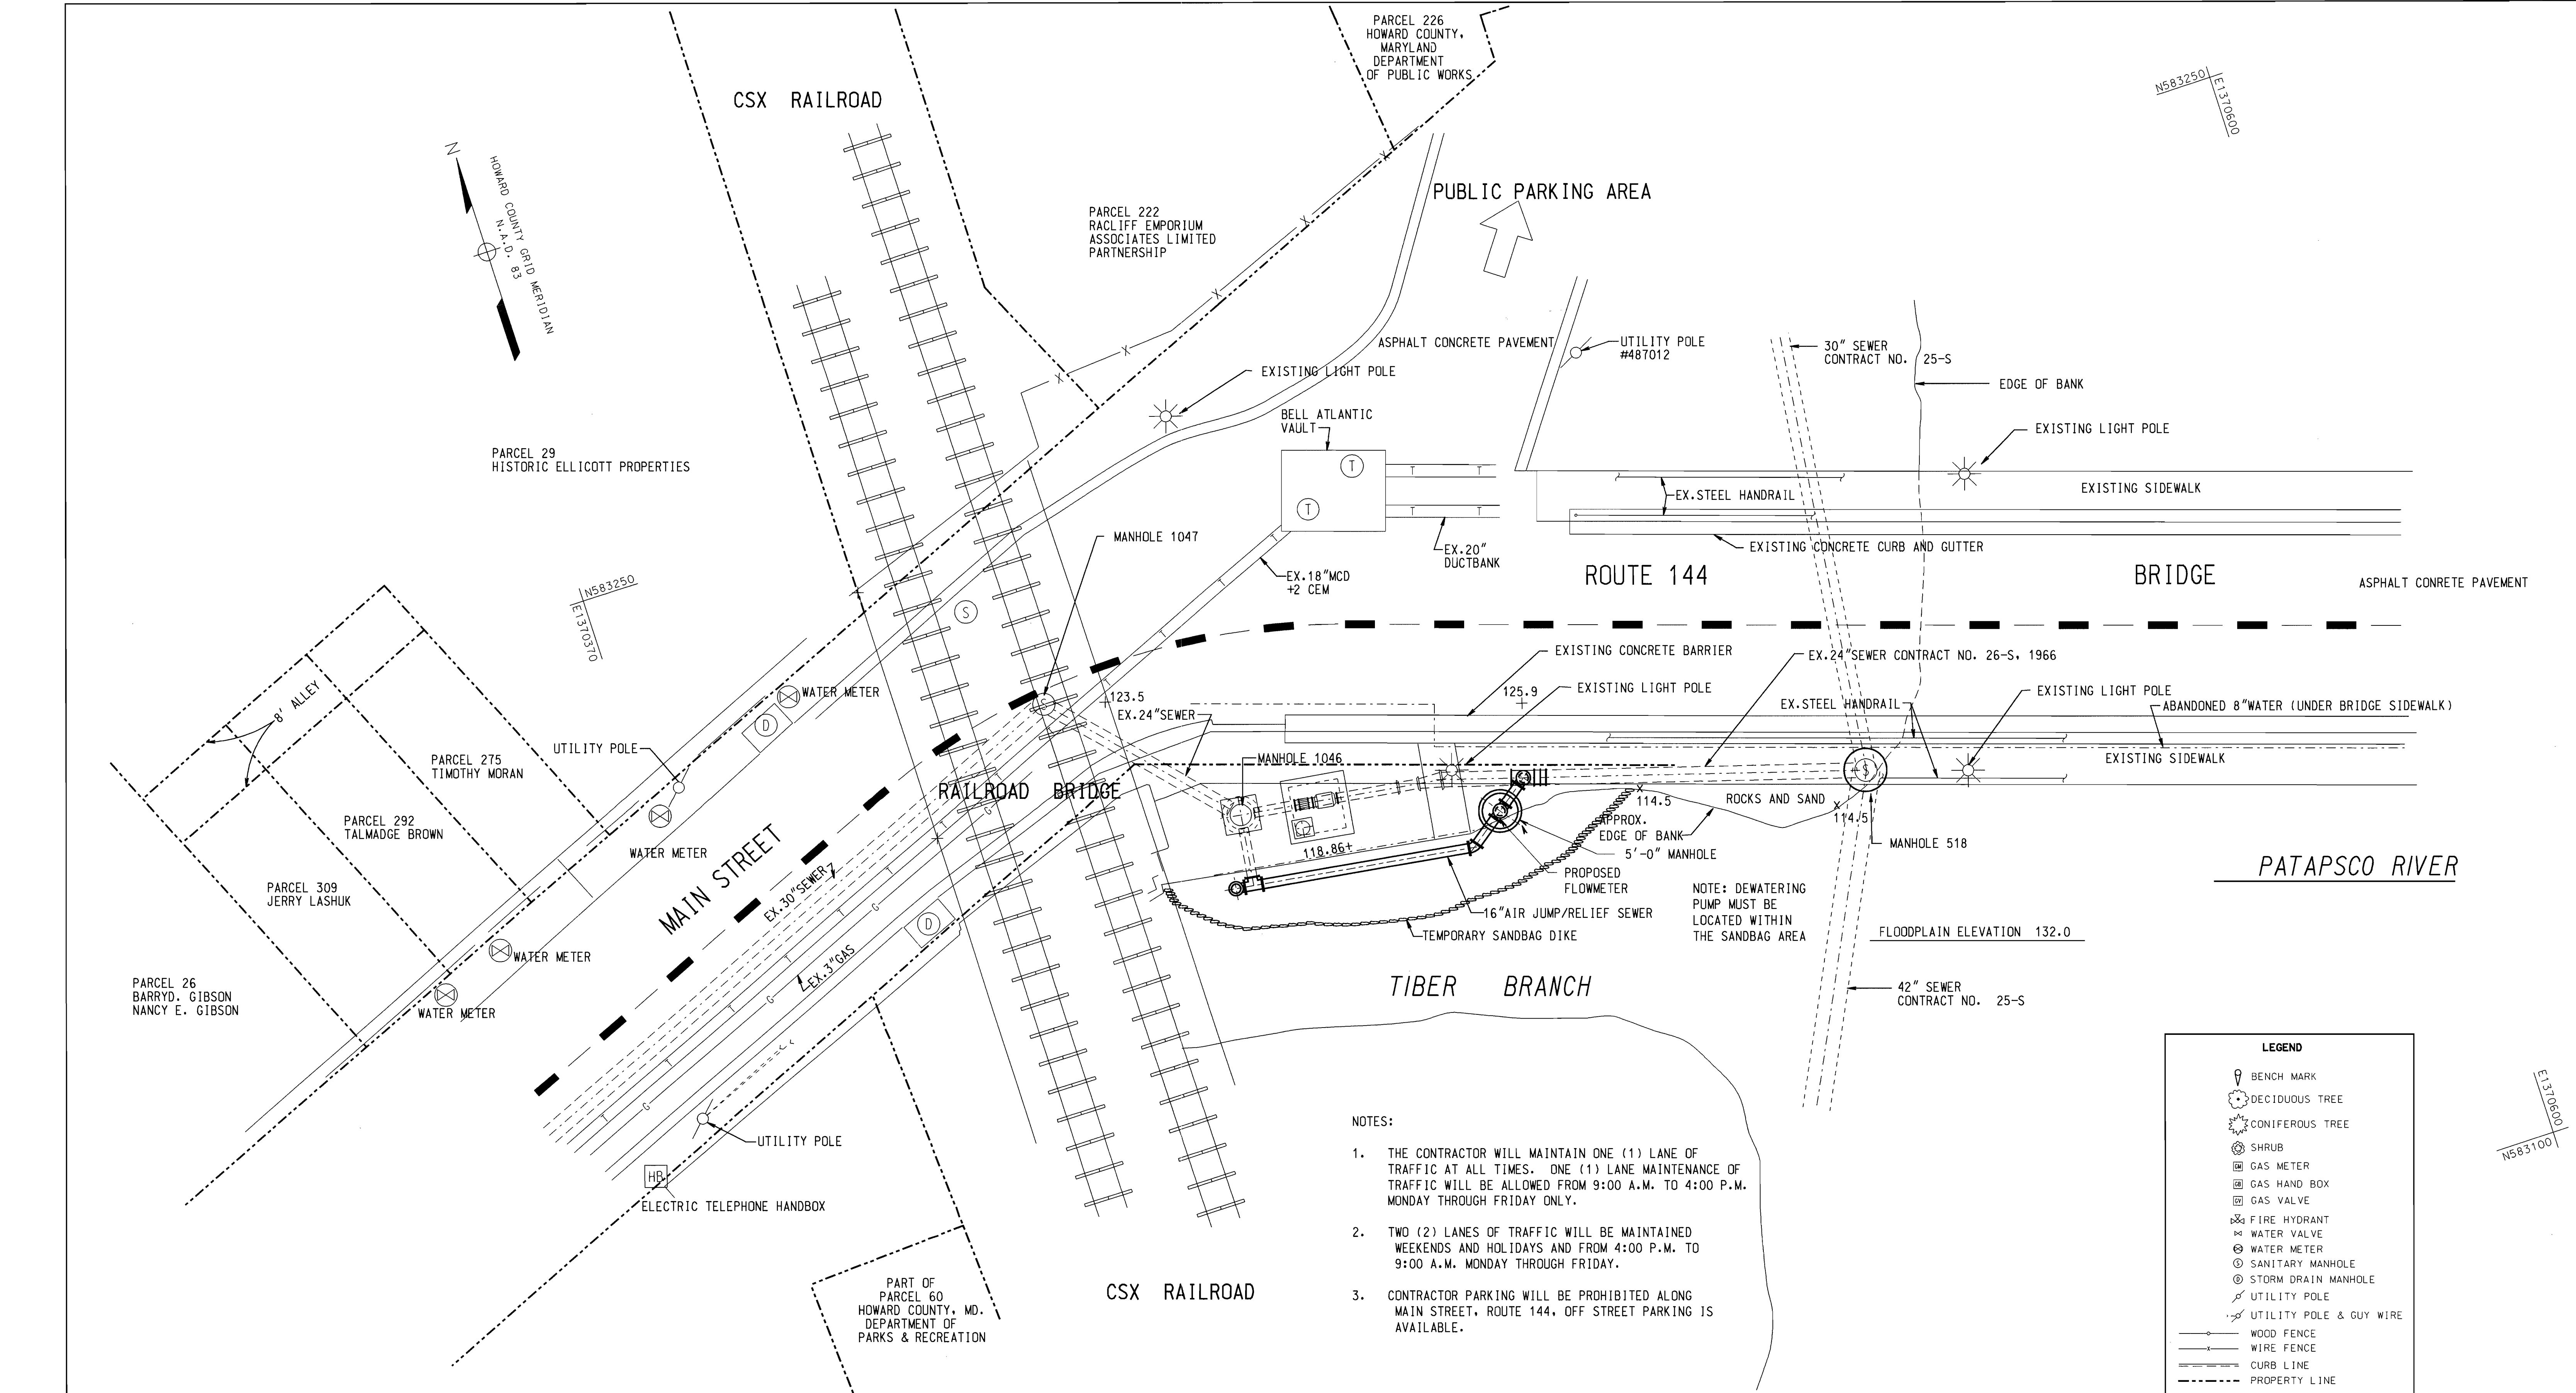 PARCEL 226
HOWARD COUNTY,
MARYLAND
DEPARTMENT
OF PUBLIC WORKS
N583250
E1370600
CSX RAILROAD
N
HOWARD COUNTY GRID MERIDIAN
N.A.D. 83
PUBLIC PARKING AREA
PARCEL 222
RACLIFF EMPORIUM
ASSOCIATES LIMITED
PARTNERSHIP
X
X
X
X
X
ASPHALT CONCRETE PAVEMENT
UTILITY POLE
#487012
30" SEWER
CONTRACT NO. 25-S
EDGE OF BANK
EXISTING LIGHT POLE
BELL ATLANTIC
VAULT
EXISTING LIGHT POLE
PARCEL 29
HISTORIC ELLICOTT PROPERTIES
T
T
T
T
T
T
EX.STEEL HANDRAIL
EXISTING SIDEWALK
MANHOLE 1047
EX.20"
DUCTBANK
EXISTING CONCRETE CURB AND GUTTER
EX.18"MCD
+2 CEM
ROUTE 144
BRIDGE
ASPHALT CONRETE PAVEMENT
N583250
E1370370
S
EXISTING CONCRETE BARRIER
EX.24"SEWER CONTRACT NO. 26-S, 1966
8' ALLEY
WATER METER
S
123.5
EX.24"SEWER
EXISTING LIGHT POLE
125.9
EX.STEEL HANDRAIL
EXISTING LIGHT POLE
ABANDONED 8"WATER (UNDER BRIDGE SIDEWALK)
D
UTILITY POLE
MANHOLE 1046
S
EXISTING SIDEWALK
PARCEL 275
TIMOTHY MORAN
RAILROAD BRIDGE
X
114.5
ROCKS AND SAND
X
114.5
PARCEL 292
TALMADGE BROWN
WATER METER
MAIN STREET
APPROX.
EDGE OF BANK
MANHOLE 518
118.86+
5'-0" MANHOLE
PATAPSCO RIVER
PROPOSED
FLOWMETER
PARCEL 309
JERRY LASHUK
EX.30"SEWER
NOTE: DEWATERING
PUMP MUST BE
LOCATED WITHIN
THE SANDBAG AREA
16"AIR JUMP/RELIEF SEWER
D
TEMPORARY SANDBAG DIKE
FLOODPLAIN ELEVATION 132.0
WATER METER
EX.3"GAS
PARCEL 26
BARRYD. GIBSON
NANCY E. GIBSON
TIBER BRANCH
42" SEWER
CONTRACT NO. 25-S
WATER METER
UTILITY POLE
HB
ELECTRIC TELEPHONE HANDBOX
PART OF
PARCEL 60
HOWARD COUNTY, MD.
DEPARTMENT OF
PARKS & RECREATION
CSX RAILROAD
NOTES:
1. THE CONTRACTOR WILL MAINTAIN ONE (1) LANE OF
TRAFFIC AT ALL TIMES. ONE (1) LANE MAINTENANCE OF
TRAFFIC WILL BE ALLOWED FROM 9:00 A.M. TO 4:00 P.M.
MONDAY THROUGH FRIDAY ONLY.
2. TWO (2) LANES OF TRAFFIC WILL BE MAINTAINED
WEEKENDS AND HOLIDAYS AND FROM 4:00 P.M. TO
9:00 A.M. MONDAY THROUGH FRIDAY.
3. CONTRACTOR PARKING WILL BE PROHIBITED ALONG
MAIN STREET, ROUTE 144, OFF STREET PARKING IS
AVAILABLE.
E1370600
N583100
LEGEND
BENCH MARK
DECIDUOUS TREE
CONIFEROUS TREE
SHRUB
GM GAS METER
GB GAS HAND BOX
GV GAS VALVE
FIRE HYDRANT
WATER VALVE
WATER METER
S SANITARY MANHOLE
D STORM DRAIN MANHOLE
UTILITY POLE
UTILITY POLE & GUY WIRE
WOOD FENCE
X WIRE FENCE
CURB LINE
PROPERTY LINE